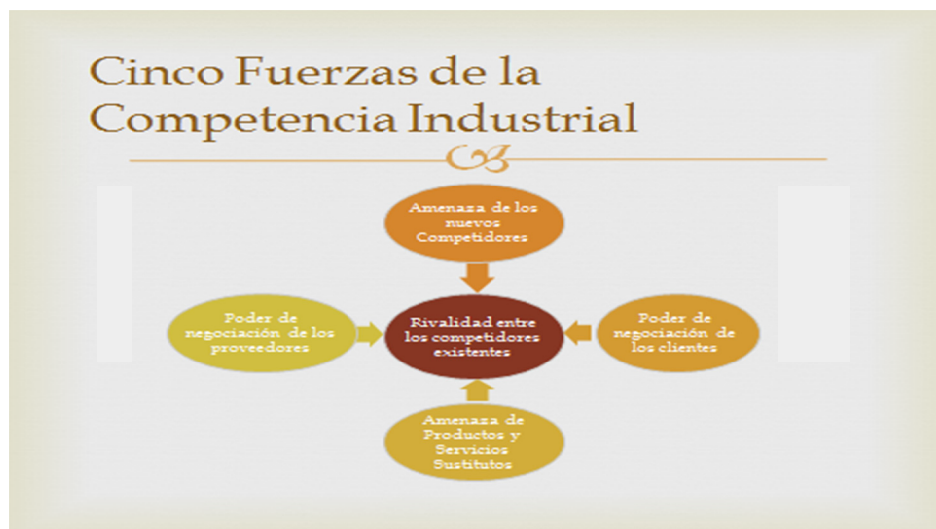 Cinco Fuerzas de la
Competencia Industrial
Amenaza de los
nuevos
Competidores
Poder de
negociación de los
proveedores
Rivalidad entre
los competidores
existentes
Poder de
negociación de
los clientes
Amenaza de
Productos y
Servicios
Sustitutos